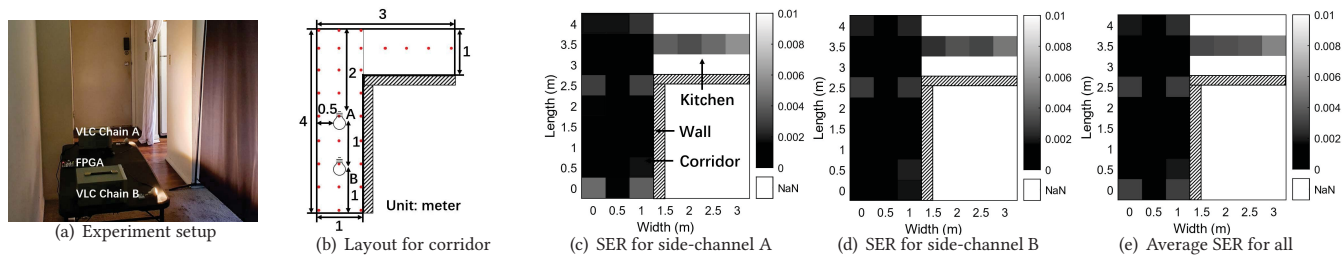 VLC Chain A
FPGA
VLC Chain B
(a) Experiment setup
3
1
2
0.5
A
4
1
B
1
Unit: meter
1
(b) Layout for corridor
Length (m)
4
3.5
3
2.5
2
1.5
1
0.5
0
Kitchen
Wall
Corridor
0 0.5 1 1.5 2 2.5 3
Width (m)
0.01
0.008
0.006
0.004
0.002
0
NaN
(c) SER for side-channel A
Length (m)
4
3.5
3
2.5
2
1.5
1
0.5
0
0 0.5 1 1.5 2 2.5 3
Width (m)
0.01
0.008
0.006
0.004
0.002
0
NaN
(d) SER for side-channel B
Length (m)
4
3.5
3
2.5
2
1.5
1
0.5
0
0 0.5 1 1.5 2 2.5 3
Width (m)
0.01
0.008
0.006
0.004
0.002
0
NaN
(e) Average SER for all